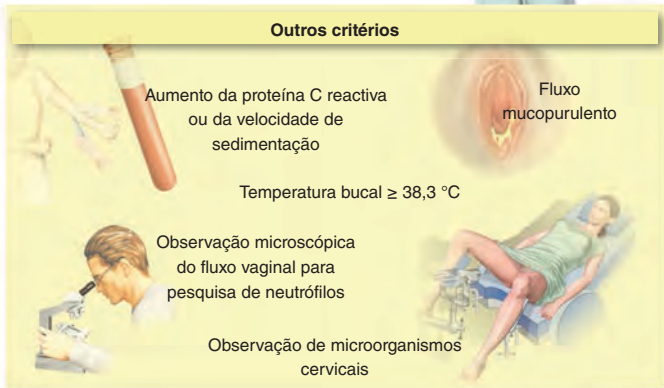 Outros critérios
Aumento da proteína C reactiva
ou da velocidade de
sedimentação
Fluxo
mucopurulento
Temperatura bucal ≥ 38,3 °C
Observação microscópica
do fluxo vaginal para
pesquisa de neutrófilos
Observação de microorganismos
cervicais